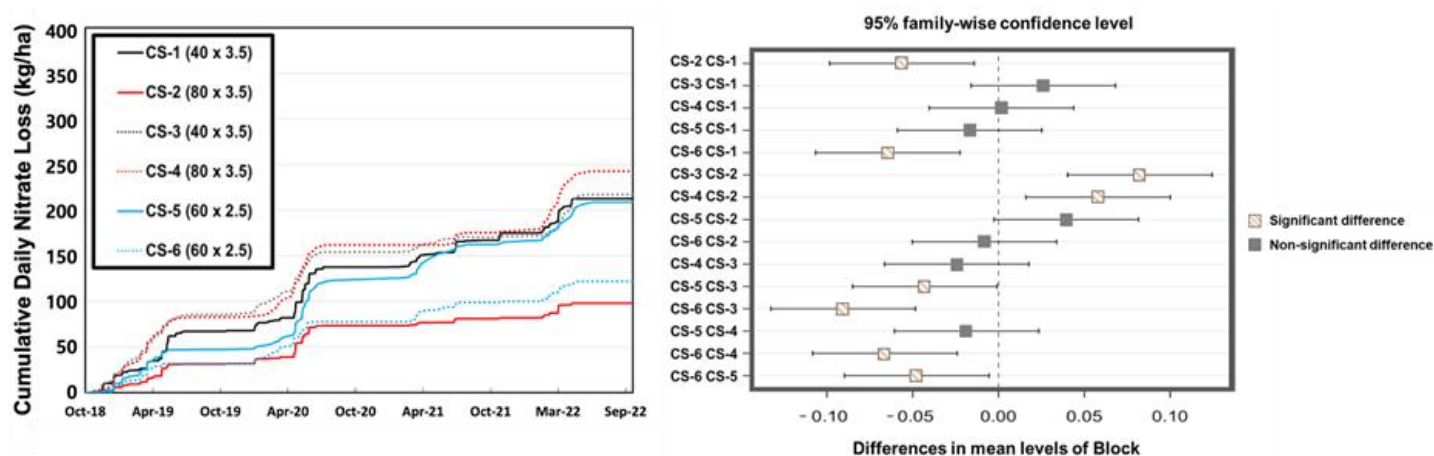 Cumulative Daily Nitrate Loss (kg/ha)
400
350
300
250
200
150
100
50
0
CS-1 (40 x 3.5)
CS-2 (80 x 3.5)
CS-3 (40 x 3.5)
CS-4 (80 x 3.5)
CS-5 (60 x 2.5)
CS-6 (60 x 2.5)
Oct-18 Apr-19 Oct-19 Apr-20 Oct-20 Apr-21 Oct-21 Mar-22 Sep-22
95% family-wise confidence level
CS-2 CS-1
CS-3 CS-1
CS-4 CS-1
CS-5 CS-1
CS-6 CS-1
CS-3 CS-2
CS-4 CS-2
CS-5 CS-2
CS-6 CS-2
CS-4 CS-3
CS-5 CS-3
CS-6 CS-3
CS-5 CS-4
CS-6 CS-4
CS-6 CS-5
- 0.10 -0.05 0.00 0.05 0.10
Differences in mean levels of Block
Significant difference
Non-significant difference